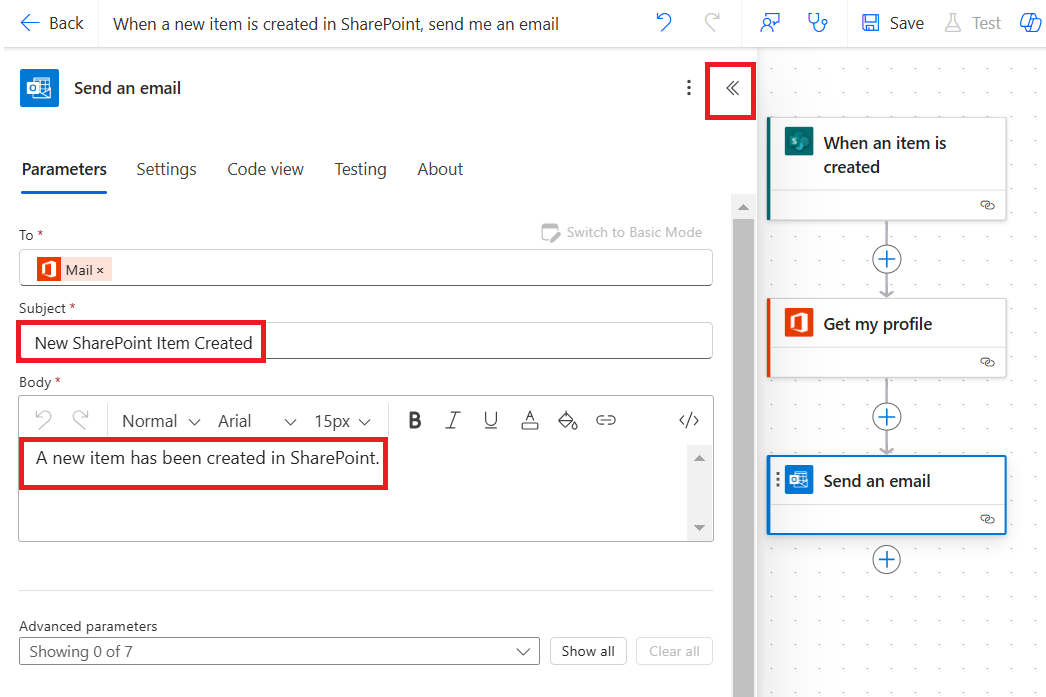 Back
When a new item is created in SharePoint, send me an email
Save
Test
Send an email
Parameters
Settings
Code view
Testing
About
To *
Switch to Basic Mode
Mail ×
Subject *
New SharePoint Item Created
Body *
Normal
Arial
15px
B
I
U
A
</>
A new item has been created in SharePoint.
Advanced parameters
Showing 0 of 7
Show all
Clear all
When an item is
created
Get my profile
Send an email